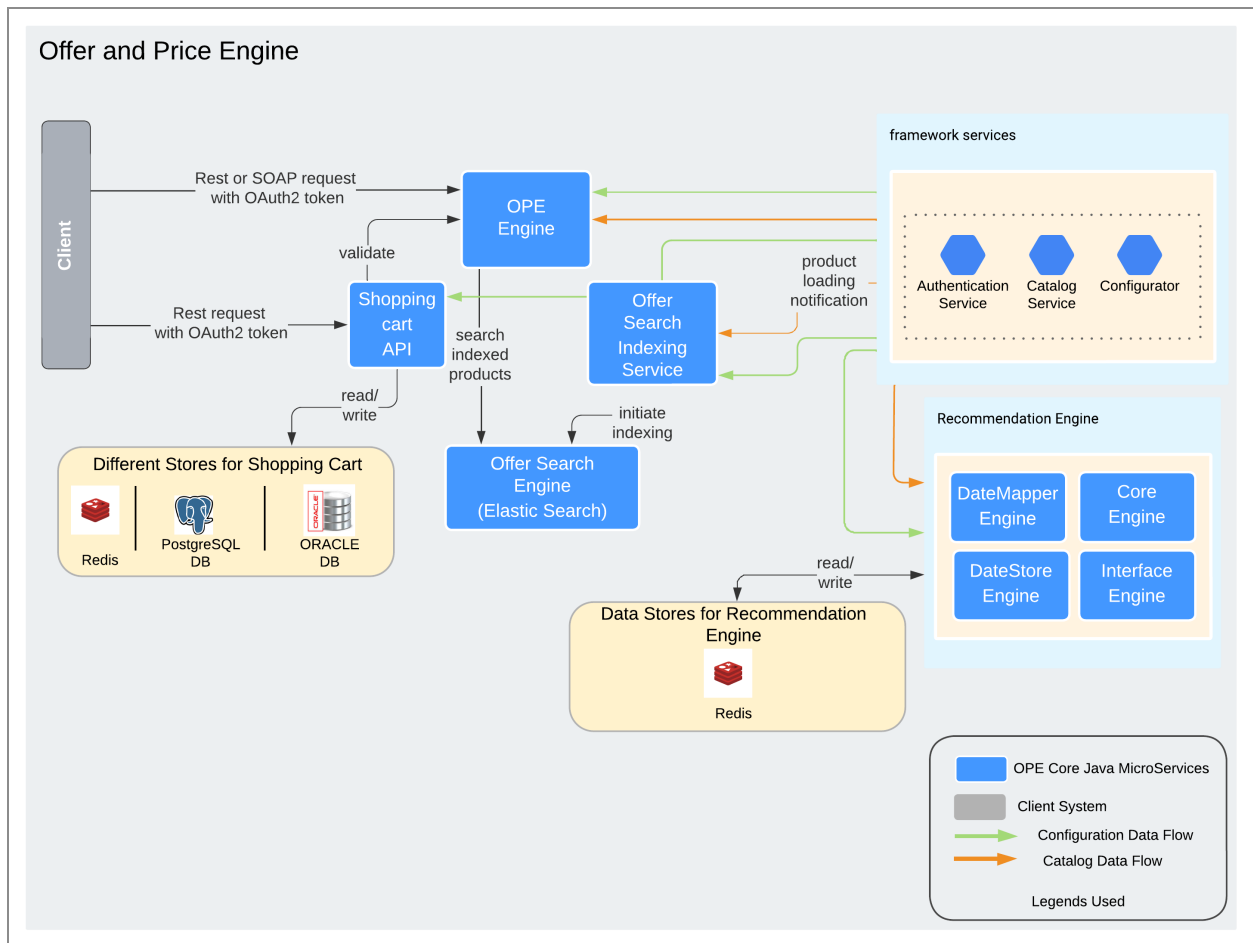 Offer and Price Engine
framework services
Client
Rest or SOAP request
with OAuth2 token
OPE
Engine
validate
product
loading
notification
Authentication
Service
Catalog
Service
Configurator
Shopping
cart
API
Rest request
with OAuth2 token
Offer
Search
Indexing
Service
search
indexed
products
read/
write
initiate
indexing
Recommendation Engine
Different Stores for Shopping Cart
Redis
PostgreSQL
DB
ORACLE
ORACLE
DB
Offer Search
Engine
(Elastic Search)
DateMapper
Engine
Core
Engine
DateStore
Engine
Interface
Engine
read/
write
Data Stores for Recommendation
Engine
Redis
OPE Core Java MicroServices
Client System
Configuration Data Flow
Catalog Data Flow
Legends Used